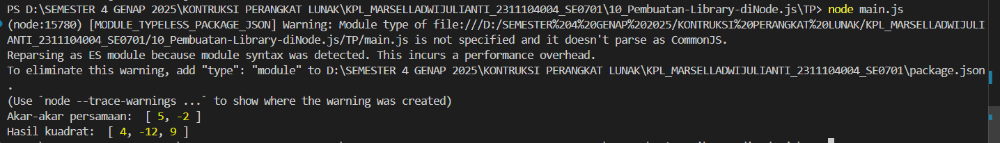 PS D:\SEMESTER 4 GENAP 2025\KONTRUKSI PERANGKAT LUNAK\KPL_MARSELLADWIJULIANTI_2311104004_SE0701\10_Pembuatan-Library-diNode.js\TP> node main.js
(node:15780) [MODULE_TYPELESS_PACKAGE_JSON] Warning: Module type of file:///D:/SEMESTER%204%20GENAP%202025/KONTRUKSI%20PERANGKAT%20LUNAK/KPL_MARSELLADWIJULI
ANTI_2311104004_SE0701/10_Pembuatan-Library-diNode.js/TP/main.js is not specified and it doesn't parse as CommonJS.
Reparsing as ES module because module syntax was detected. This incurs a performance overhead.
To eliminate this warning, add "type": "module" to D:\SEMESTER 4 GENAP 2025\KONTRUKSI PERANGKAT LUNAK\KPL_MARSELLADWIJULIANTI_2311104004_SE0701\package.json
.
(Use `node --trace-warnings ...` to show where the warning was created)
Akar-akar persamaan:  [ 5, -2 ]
Hasil kuadrat:  [ 4, -12, 9 ]